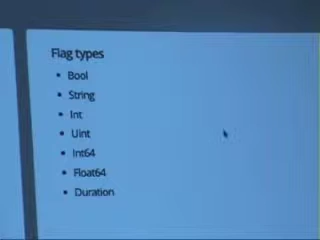 Flag types
• Bool
• String
• Int
• Uint
• Int64
• Float64
• Duration